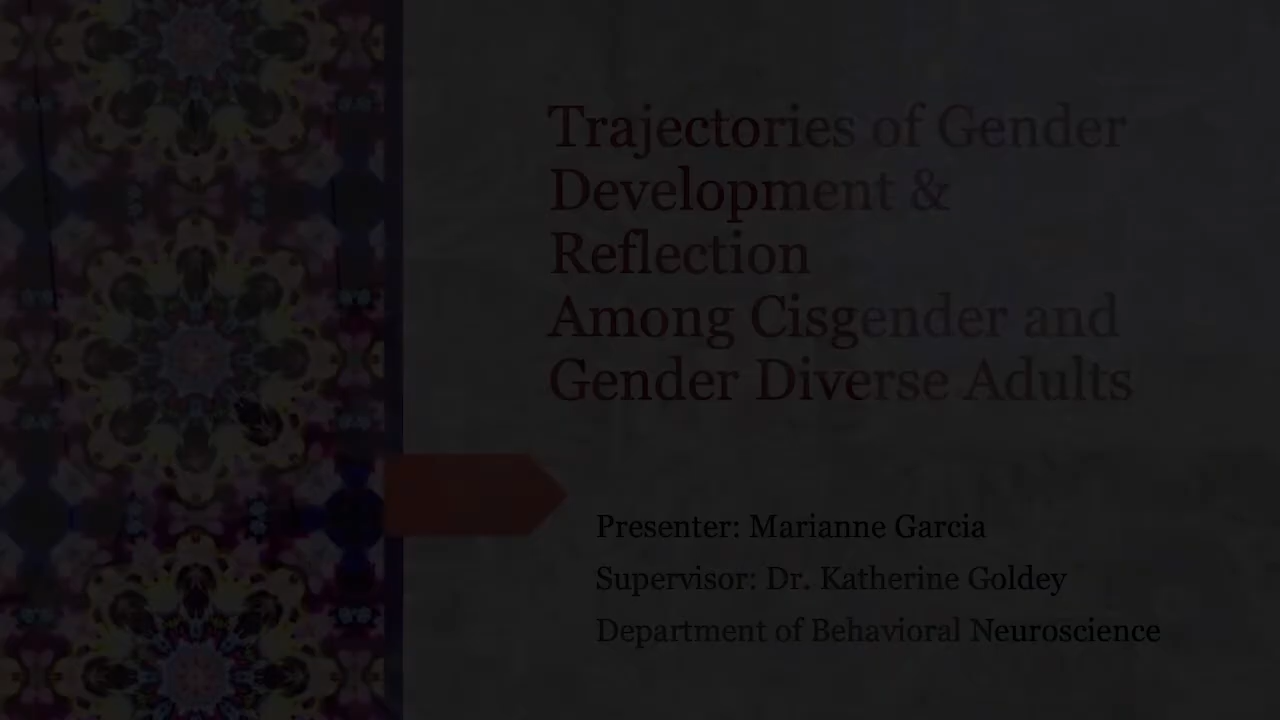 Trajectories of Gender
Development &
Reflection
Among Cisgender and
Gender Diverse Adults
Presenter: Marianne Garcia
Supervisor: Dr. Katherine Goldey
Department of Behavioral Neuroscience